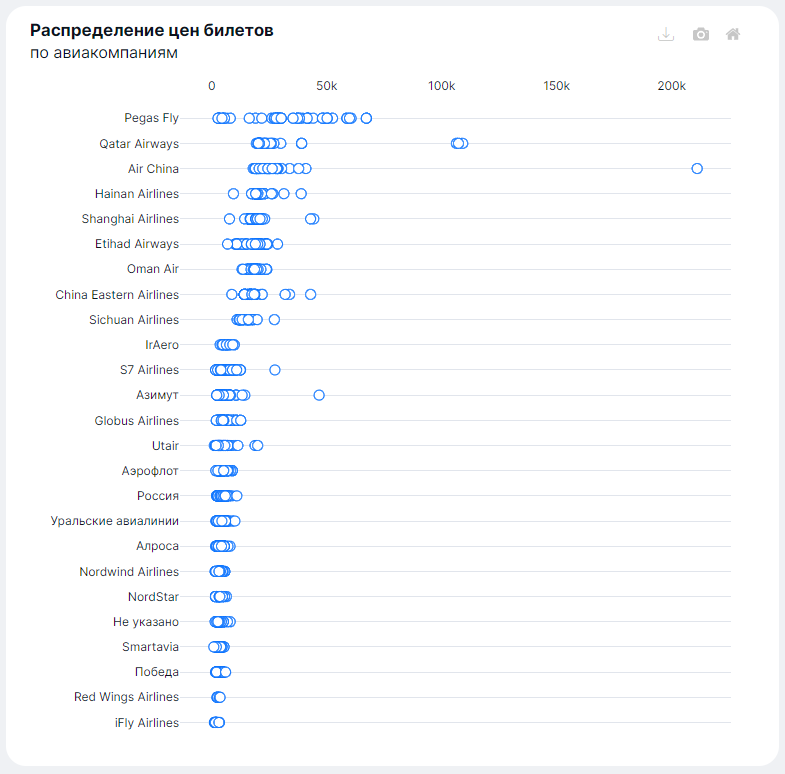 Распределение цен билетов
по авиакомпаниям
0 50k 100k 150k 200k
Pegas Fly
Qatar Airways
Air China
Hainan Airlines
Shanghai Airlines
Etihad Airways
Oman Air
China Eastern Airlines
Sichuan Airlines
IrAero
S7 Airlines
Азимут
Globus Airlines
Utair
Аэрофлот
Россия
Уральские авиалинии
Алроса
Nordwind Airlines
NordStar
Не указано
Smartavia
Победа
Red Wings Airlines
iFly Airlines